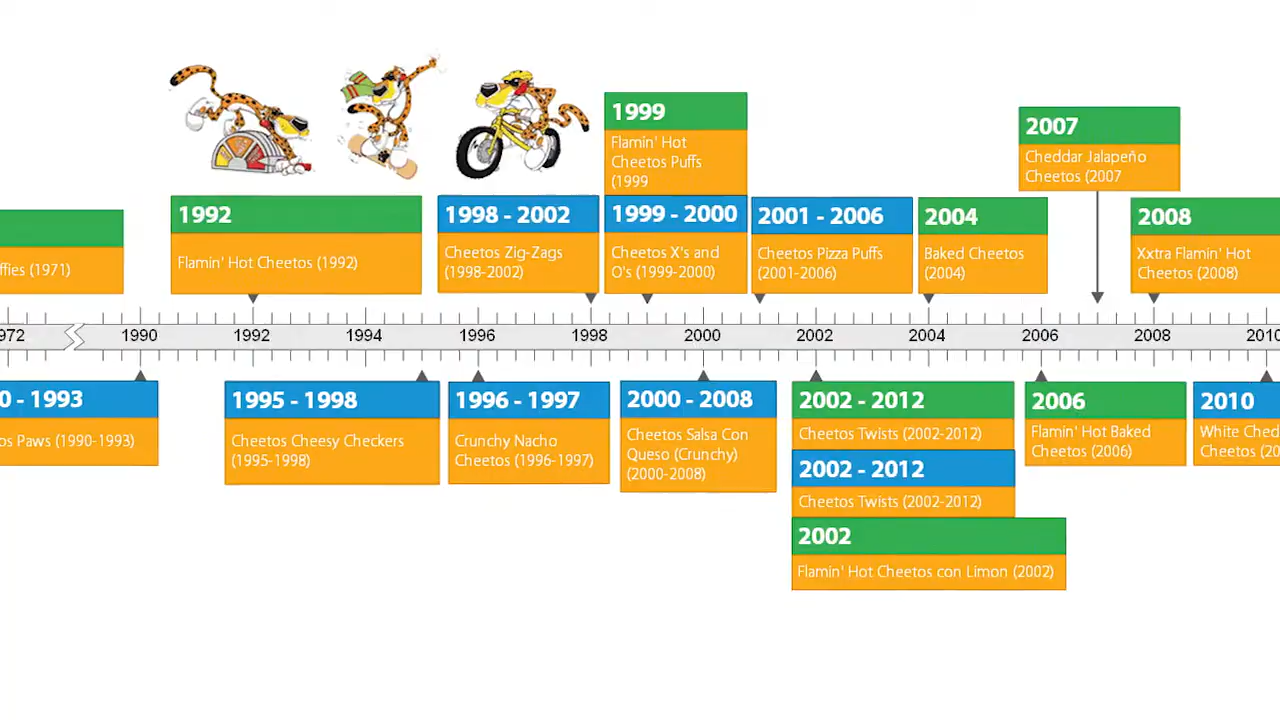 1999
Flamin' Hot
Cheetos Puffs
(1999
2007
Cheddar Jalapeño
Cheetos (2007
ffies (1971)
1992
Flamin' Hot Cheetos (1992)
1998 - 2002
Cheetos Zig-Zags
(1998-2002)
1999 - 2000
Cheetos X's and
O's (1999-2000)
2001 - 2006
Cheetos Pizza Puffs
(2001-2006)
2004
Baked Cheetos
(2004)
2008
Xxtra Flamin' Hot
Cheetos (2008)
972 1990 1992 1994 1996 1998 2000 2002 2004 2006 2008 2010
0 - 1993
os Paws (1990-1993)
1995 - 1998
Cheetos Cheesy Checkers
(1995-1998)
1996 - 1997
Crunchy Nacho
Cheetos (1996-1997)
2000 - 2008
Cheetos Salsa Con
Queso (Crunchy)
(2000-2008)
2002 - 2012
Cheetos Twists (2002-2012)
2002 - 2012
Cheetos Twists (2002-2012)
2002
Flamin' Hot Cheetos con Limon (2002)
2006
Flamin' Hot Baked
Cheetos (2006)
2010
White Ched
Cheetos (20